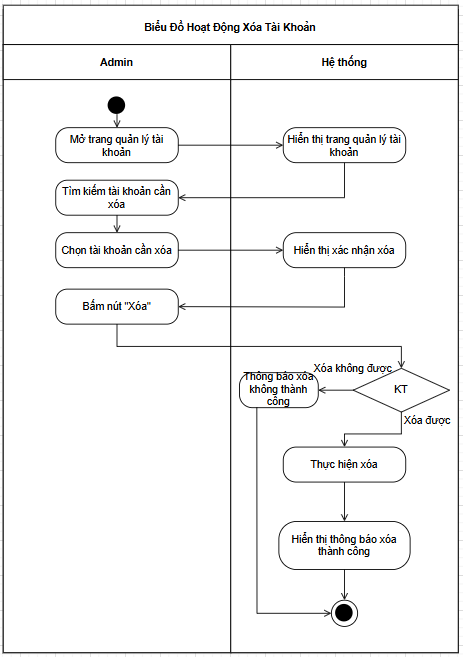 Biểu Đồ Hoạt Động Xóa Tài Khoản
Admin
Hệ thống
Mở trang quản lý tài
khoản
Hiển thị trang quản lý tài
khoản
Tìm kiếm tài khoản cần
xóa
Chọn tài khoản cần xóa
Hiển thị xác nhận xóa
Bấm nút "Xóa"
Xóa không được
Thông báo xóa
không thành
công
KT
Xóa được
Thực hiện xóa
Hiển thị thông báo xóa
thành công